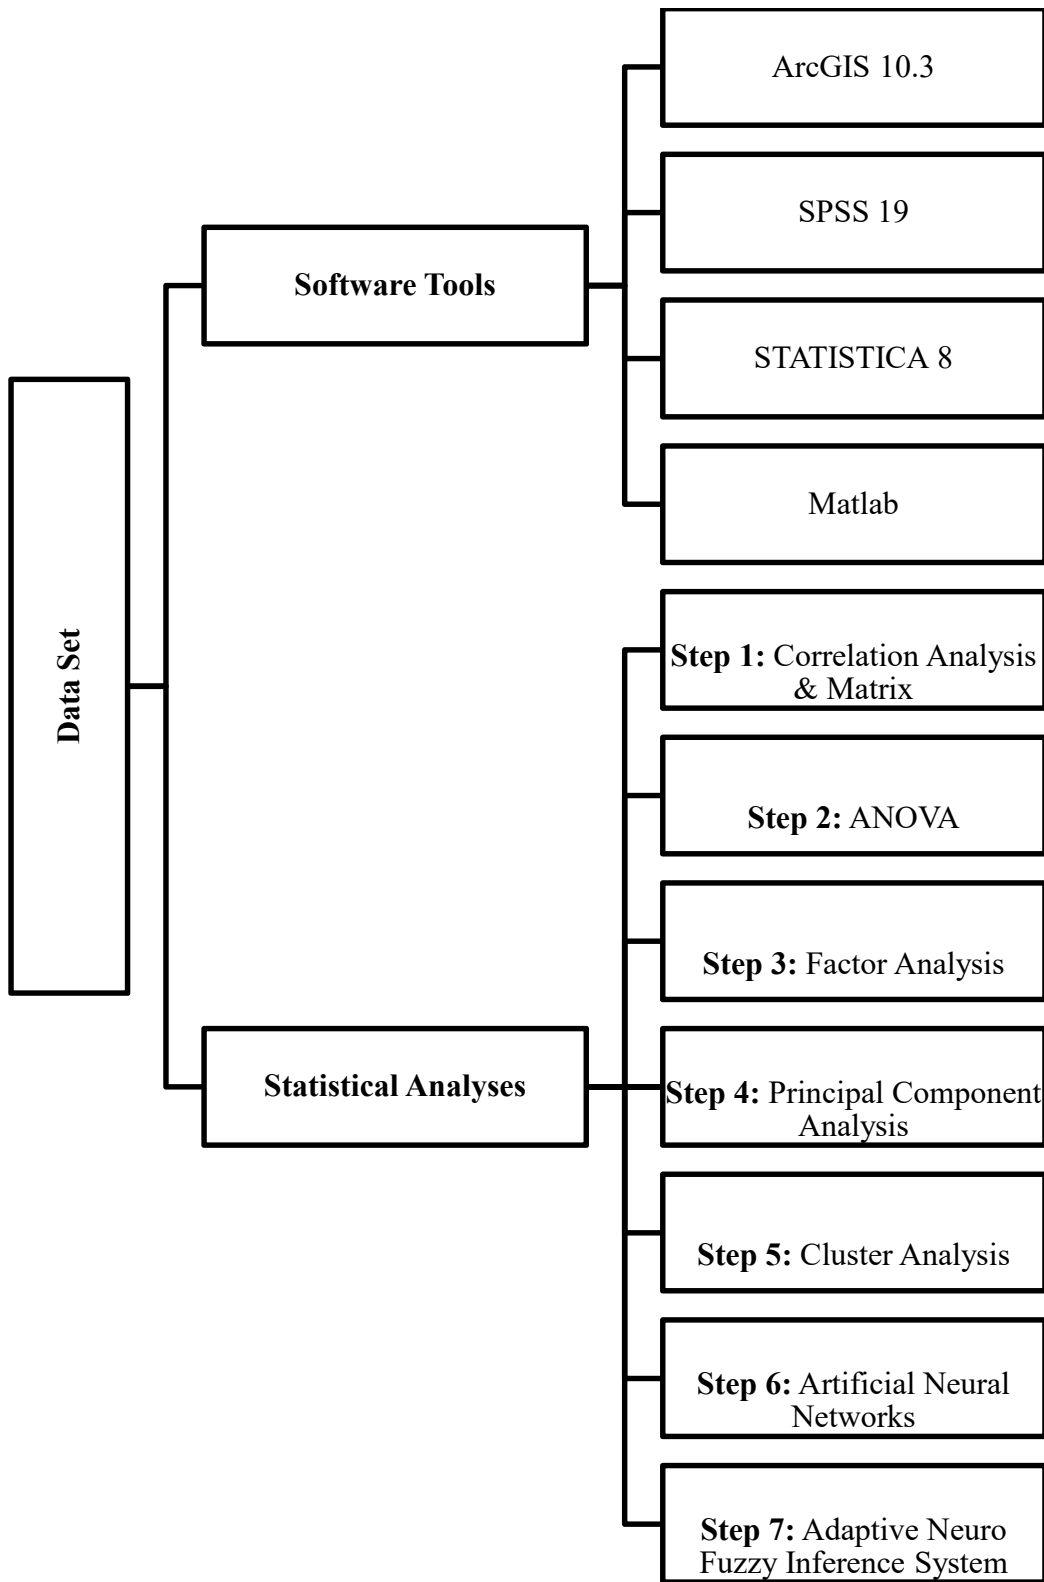 Data Set
Software Tools
ArcGIS 10.3
SPSS 19
STATISTICA 8
Matlab
Statistical Analyses
Step 1: Correlation Analysis
& Matrix
Step 2: ANOVA
Step 3: Factor Analysis
Step 4: Principal Component
Analysis
Step 5: Cluster Analysis
Step 6: Artificial Neural
Networks
Step 7: Adaptive Neuro
Fuzzy Inference System